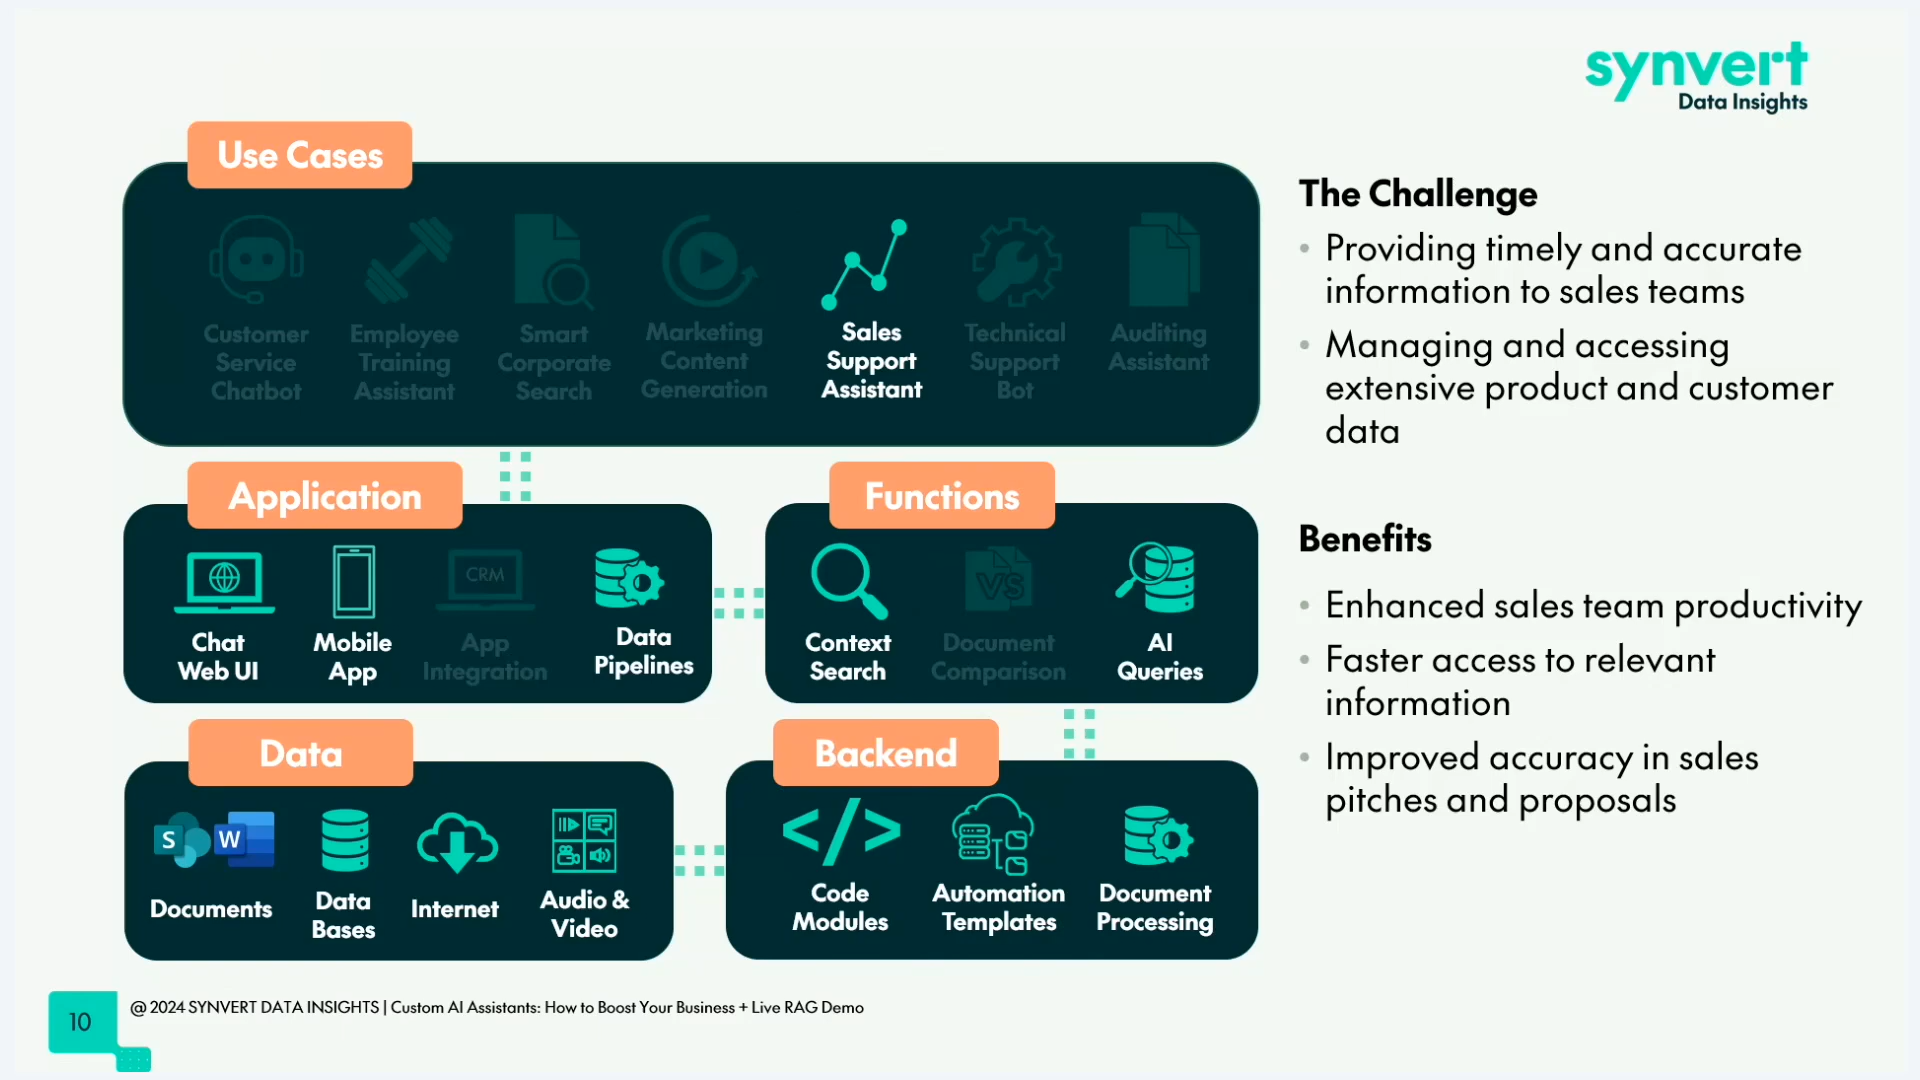 synvert
Data Insights
Use Cases
Customer
Service
Chatbot
Employee
Training
Assistant
Smart
Corporate
Search
Marketing
Content
Generation
Sales
Support
Assistant
Technical
Support
Bot
Auditing
Assistant
Application
Chat
Web UI
Mobile
App
CRM
App
Integration
Data
Pipelines
Functions
Context
Search
VS
Document
Comparison
AI
Queries
Data
S
W
Documents
Data
Bases
Internet
Audio &
Video
Backend
</>
Code
Modules
Automation
Templates
Document
Processing
The Challenge
• Providing timely and accurate
information to sales teams
• Managing and accessing
extensive product and customer
data
Benefits
• Enhanced sales team productivity
• Faster access to relevant
information
• Improved accuracy in sales
pitches and proposals
10
@ 2024 SYNVERT DATA INSIGHTS | Custom AI Assistants: How to Boost Your Business + Live RAG Demo